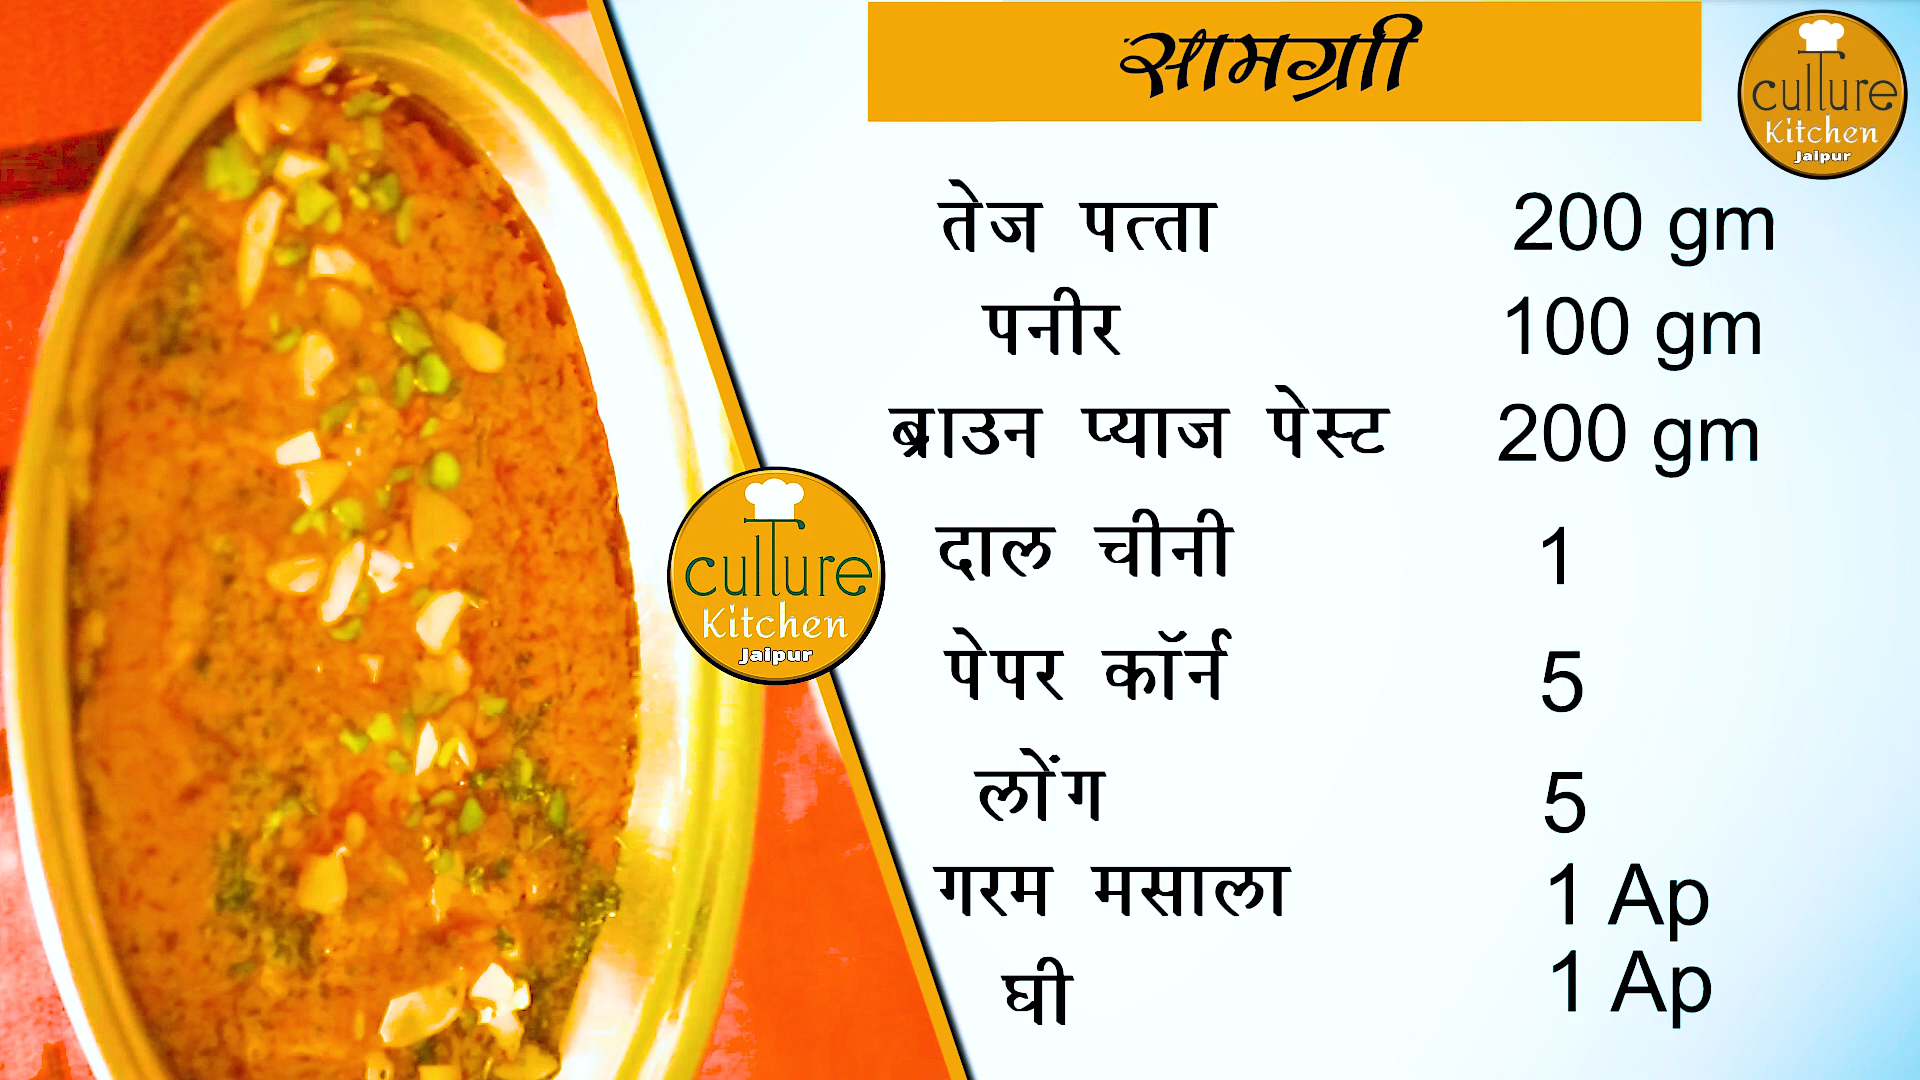 सामग्राी
culture
Kitchen
Jaipur
तेज पत्ता 200 gm
पनीर 100 gm
ब्राउन प्याज पेस्ट 200 gm
दाल चीनी 1
पेपर कॉर्न 5
लोंग 5
गरम मसाला 1 Ap
घी 1 Ap
culture
Kitchen
Jaipur